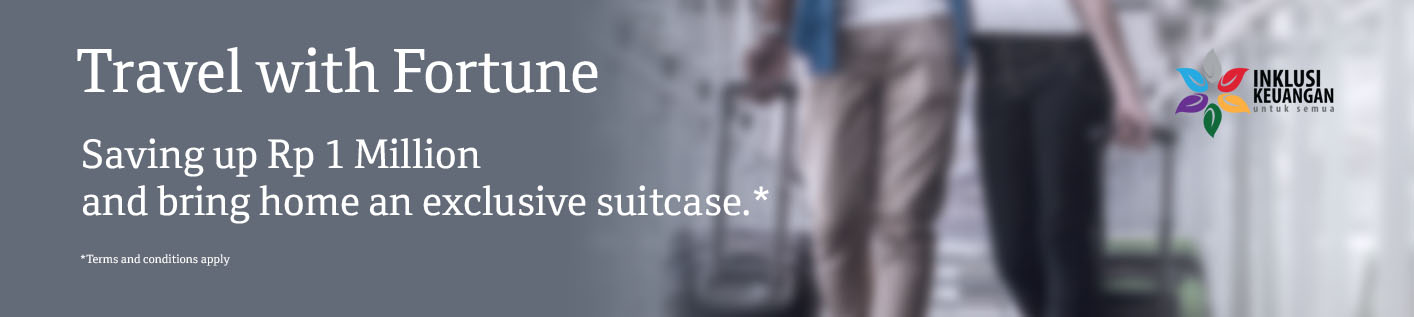 Travel with Fortune
Saving up Rp 1 Million
and bring home an exclusive suitcase.*
*Terms and conditions apply
INKLUSI
KEUANGAN
untuk semua